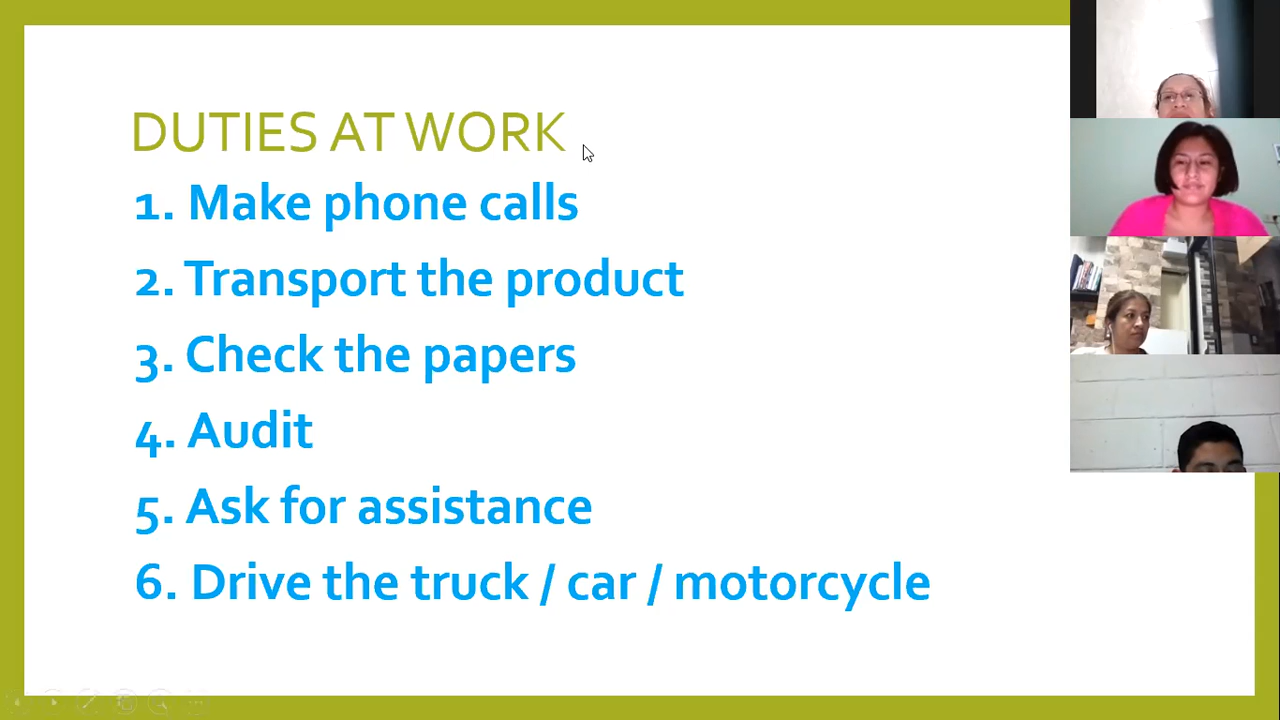 DUTIES AT WORK
1. Make phone calls
2. Transport the product
3. Check the papers
4. Audit
5. Ask for assistance
6. Drive the truck / car / motorcycle